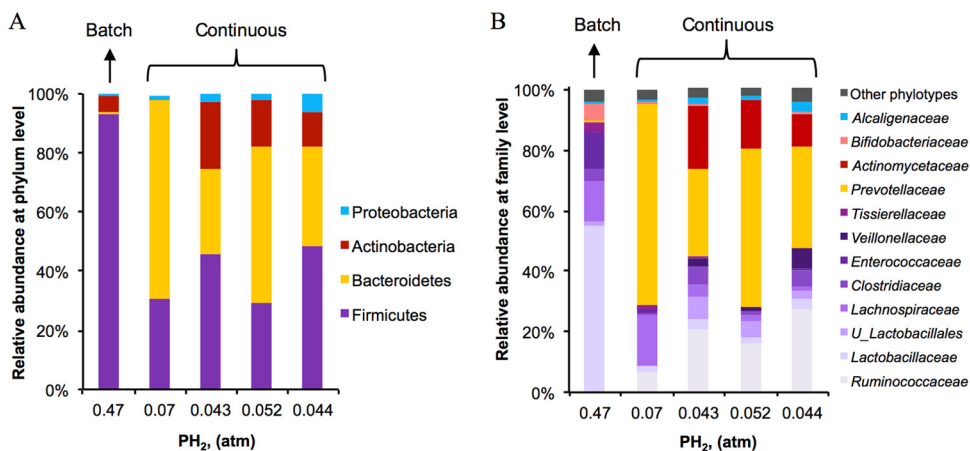 A
Batch
Continuous
Relative abundance at phylum level
100%
80%
60%
40%
20%
0%
0.47 0.07 0.043 0.052 0.044
PH2, (atm)
Proteobacteria
Actinobacteria
Bacteroidetes
Firmicutes
B
Batch
Continuous
Relative abundance at family level
100%
80%
60%
40%
20%
0%
0.47 0.07 0.043 0.052 0.044
PH2, (atm)
Other phylotypes
Alcaligenaceae
Bifidobacteriaceae
Actinomycetaceae
Prevotellaceae
Tissierellaceae
Veillonellaceae
Enterococcaceae
Clostridiaceae
Lachnospiraceae
U_Lactobacillales
Lactobacillaceae
Ruminococcaceae